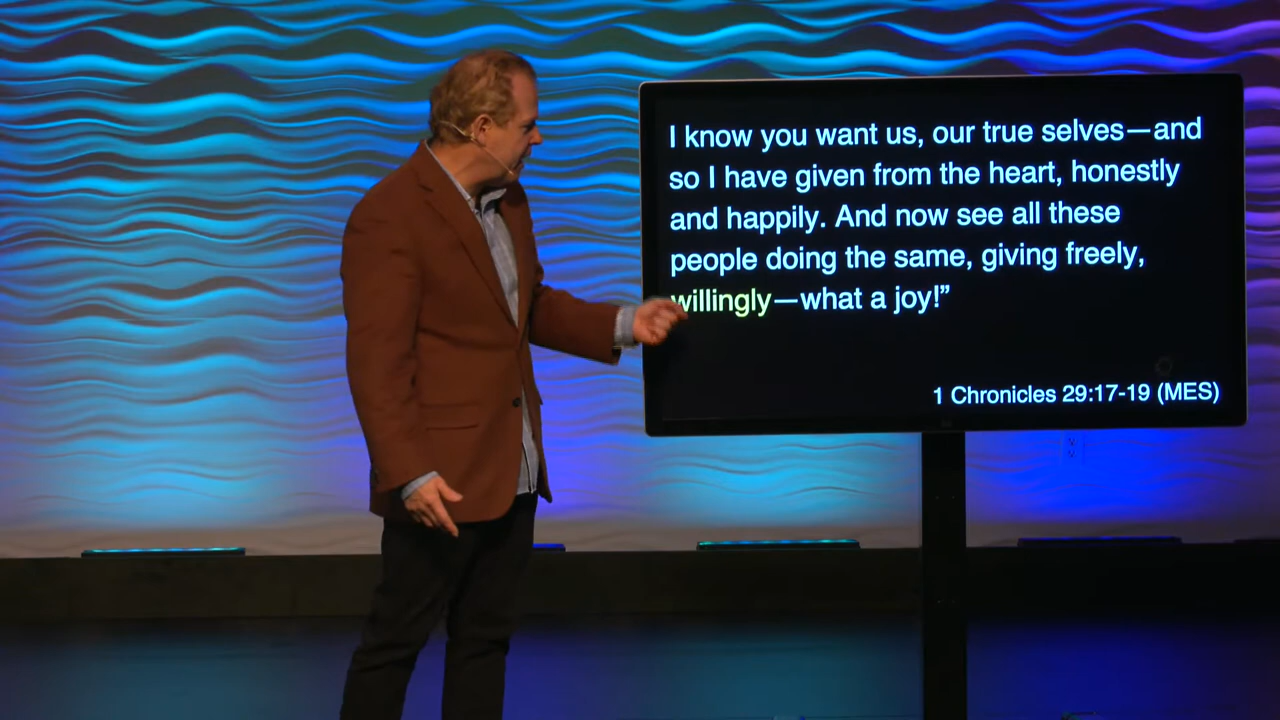 I know you want us, our true selves—and
so I have given from the heart, honestly
and happily. And now see all these
people doing the same, giving freely,
willingly—what a joy!”
1 Chronicles 29:17-19 (MES)